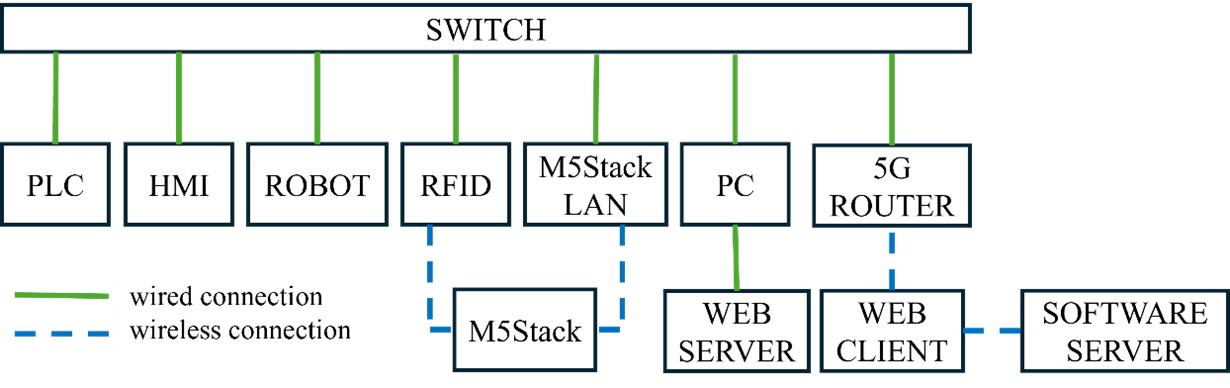 SWITCH
PLC
HMI
ROBOT
RFID
M5Stack
LAN
PC
5G
ROUTER
wired connection
wireless connection
M5Stack
WEB
SERVER
WEB
CLIENT
SOFTWARE
SERVER